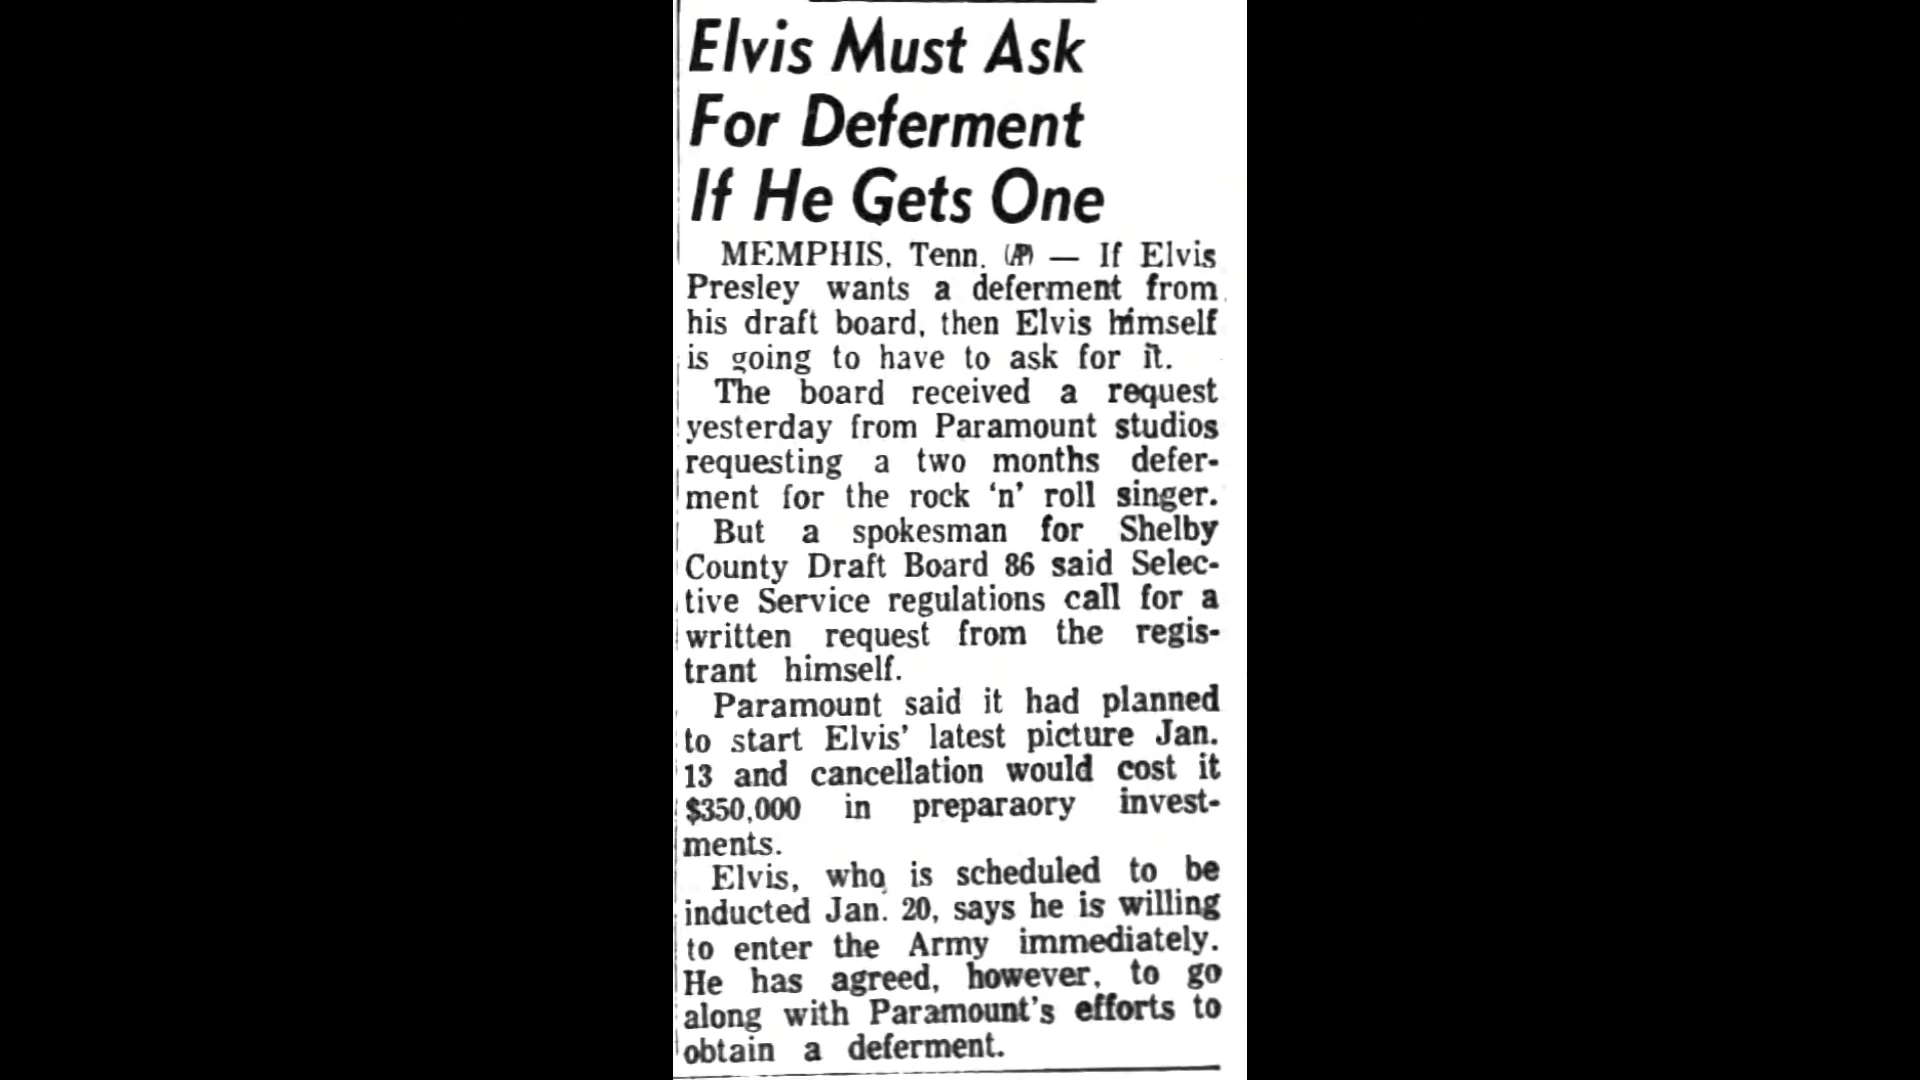 Elvis Must Ask
For Deferment
If He Gets One
MEMPHIS, Tenn. (AP) — If Elvis
Presley wants a deferment from
his draft board, then Elvis himself
is going to have to ask for it.
The board received a request
yesterday from Paramount studios
requesting a two months defer-
ment for the rock ‘n’ roll singer.
But a spokesman for Shelby
County Draft Board 86 said Selec-
tive Service regulations call for a
written request from the regis-
trant himself.
Paramount said it had planned
to start Elvis’ latest picture Jan.
13 and cancellation would cost it
$350,000 in preparaory invest-
ments.
Elvis, who is scheduled to be
inducted Jan. 20, says he is willing
to enter the Army immediately.
He has agreed, however, to go
along with Paramount's efforts to
obtain a deferment.